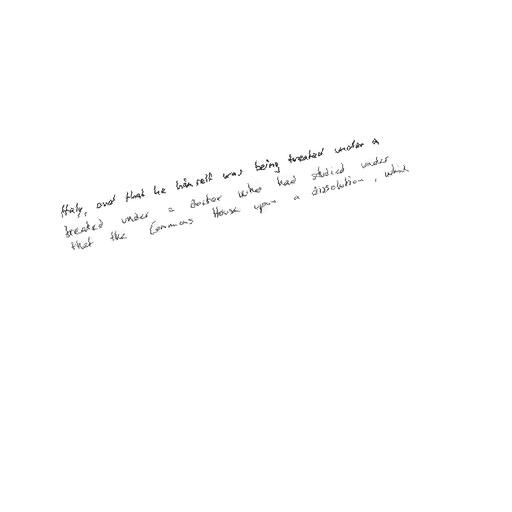 Italy, and that he himself was being treated under a
treated under a doctor who had studied under
that the Commons House upon a dissolution, which